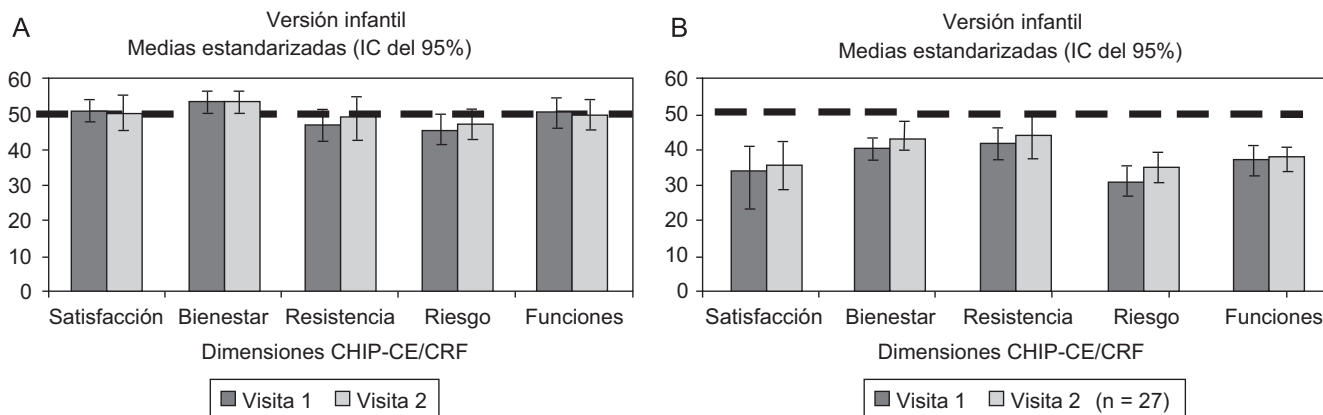 A
Versión infantil
Medias estandarizadas (IC del 95%)
60
50
40
30
20
10
0
Satisfacción Bienestar Resistencia Riesgo Funciones
Dimensiones CHIP-CE/CRF
Visita 1 Visita 2
B
Versión infantil
Medias estandarizadas (IC del 95%)
60
50
40
30
20
10
0
Satisfacción Bienestar Resistencia Riesgo Funciones
Dimensiones CHIP-CE/CRF
Visita 1 Visita 2 (n = 27)